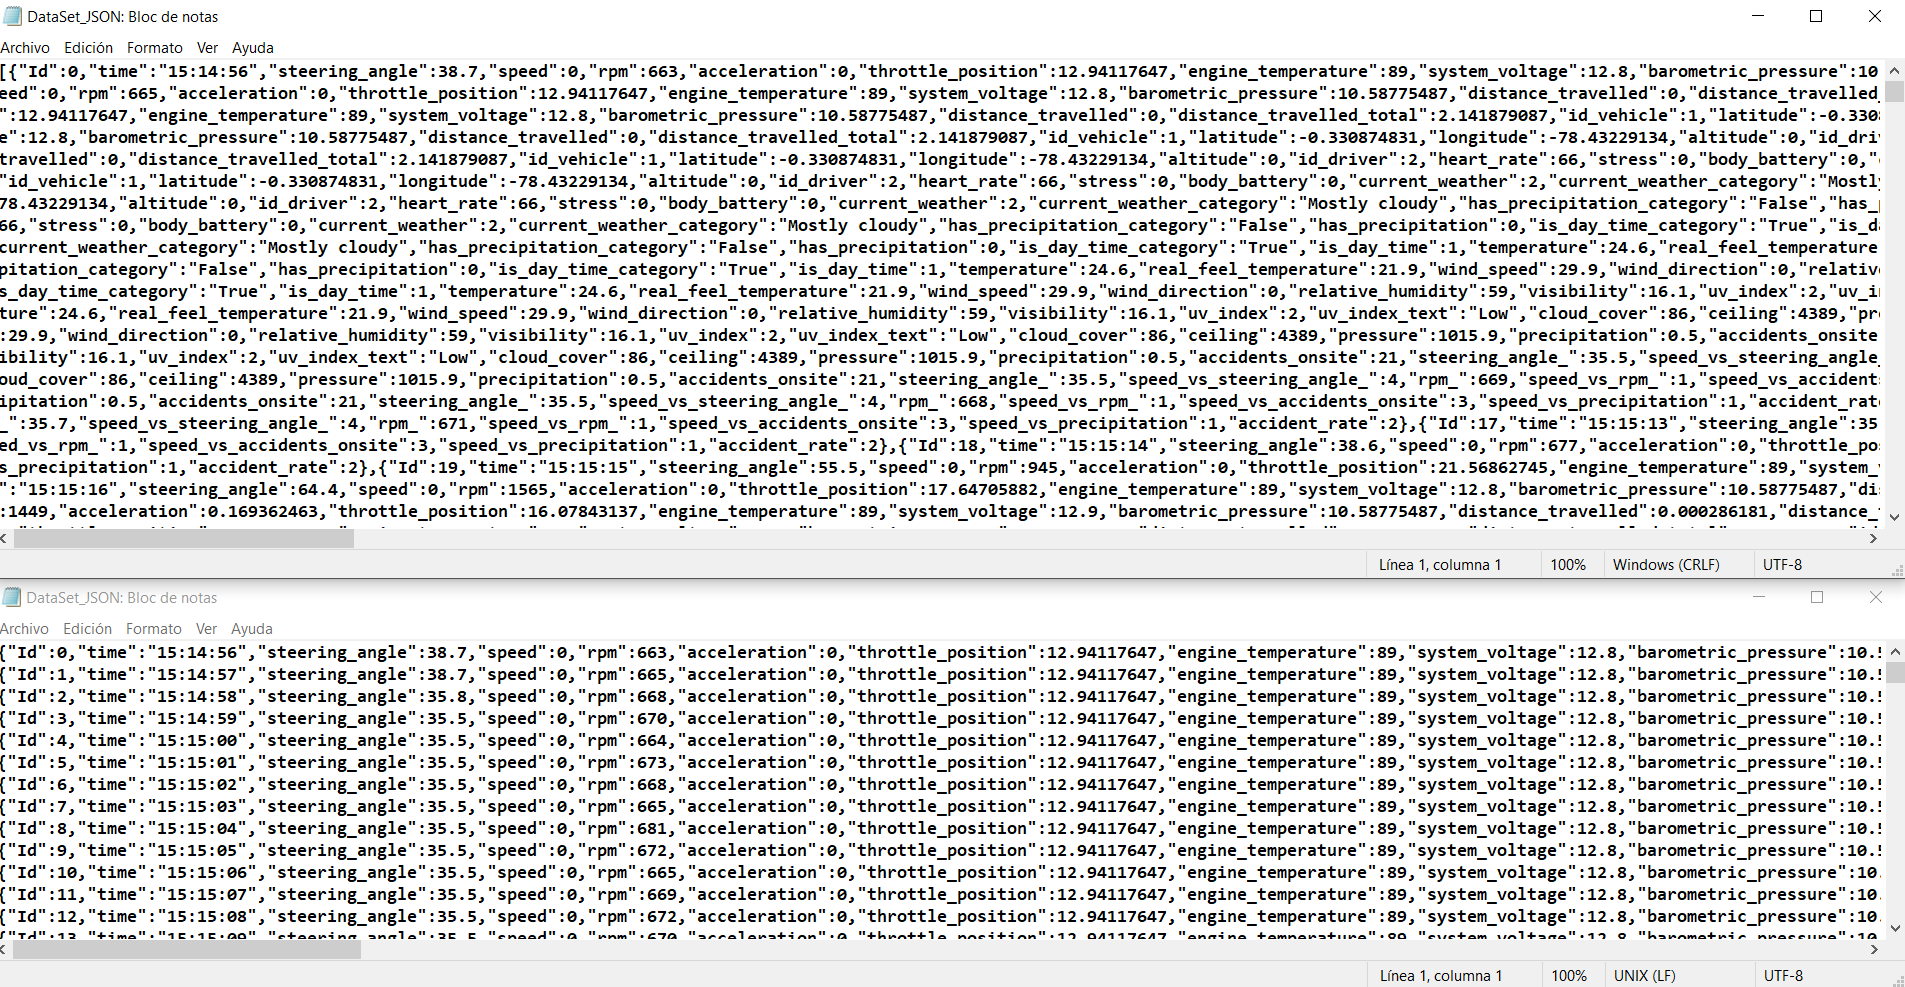 DataSet_JSON: Bloc de notas
Archivo Edición Formato Ver Ayuda
[{"Id":0,"time":"15:14:56","steering_angle":38.7,"speed":0,"rpm":663,"acceleration":0,"throttle_position":12.94117647,"engine_temperature":89,"system_voltage":12.8,"barometric_pressure":10
eed":0,"rpm":665,"acceleration":0,"throttle_position":12.94117647,"engine_temperature":89,"system_voltage":12.8,"barometric_pressure":10.58775487,"distance_travelled":0,"distance_travelled_
":12.94117647,"engine_temperature":89,"system_voltage":12.8,"barometric_pressure":10.58775487,"distance_travelled":0,"distance_travelled_total":2.141879087,"id_vehicle":1,"latitude":-0.330
e":12.8,"barometric_pressure":10.58775487,"distance_travelled":0,"distance_travelled_total":2.141879087,"id_vehicle":1,"latitude":-0.330874831,"longitude":-78.43229134,"altitude":0,"id_dri
travelled":0,"distance_travelled_total":2.141879087,"id_vehicle":1,"latitude":-0.330874831,"longitude":-78.43229134,"altitude":0,"id_driver":2,"heart_rate":66,"stress":0,"body_battery":0,"
"id_vehicle":1,"latitude":-0.330874831,"longitude":-78.43229134,"altitude":0,"id_driver":2,"heart_rate":66,"stress":0,"body_battery":0,"current_weather":2,"current_weather_category":"Mostl
78.43229134,"altitude":0,"id_driver":2,"heart_rate":66,"stress":0,"body_battery":0,"current_weather":2,"current_weather_category":"Mostly cloudy","has_precipitation_category":"False","has_
66,"stress":0,"body_battery":0,"current_weather":2,"current_weather_category":"Mostly cloudy","has_precipitation_category":"False","has_precipitation":0,"is_day_time_category":"True","is_d
current_weather_category":"Mostly cloudy","has_precipitation_category":"False","has_precipitation":0,"is_day_time_category":"True","is_day_time":1,"temperature":24.6,"real_feel_temperature
pitation_category":"False","has_precipitation":0,"is_day_time_category":"True","is_day_time":1,"temperature":24.6,"real_feel_temperature":21.9,"wind_speed":29.9,"wind_direction":0,"relativ
s_day_time_category":"True","is_day_time":1,"temperature":24.6,"real_feel_temperature":21.9,"wind_speed":29.9,"wind_direction":0,"relative_humidity":59,"visibility":16.1,"uv_index":2,"uv_i
ture":24.6,"real_feel_temperature":21.9,"wind_speed":29.9,"wind_direction":0,"relative_humidity":59,"visibility":16.1,"uv_index":2,"uv_index_text":"Low","cloud_cover":86,"ceiling":4389,"pr
:29.9,"wind_direction":0,"relative_humidity":59,"visibility":16.1,"uv_index":2,"uv_index_text":"Low","cloud_cover":86,"ceiling":4389,"pressure":1015.9,"precipitation":0.5,"accidents_onsite
ibility":16.1,"uv_index":2,"uv_index_text":"Low","cloud_cover":86,"ceiling":4389,"pressure":1015.9,"precipitation":0.5,"accidents_onsite":21,"steering_angle_":35.5,"speed_vs_steering_angle
oud_cover":86,"ceiling":4389,"pressure":1015.9,"precipitation":0.5,"accidents_onsite":21,"steering_angle_":35.5,"speed_vs_steering_angle_":4,"rpm_":669,"speed_vs_rpm_":1,"speed_vs_accident
ipitation":0.5,"accidents_onsite":21,"steering_angle_":35.5,"speed_vs_steering_angle_":4,"rpm_":668,"speed_vs_rpm_":1,"speed_vs_accidents_onsite":3,"speed_vs_precipitation":1,"accident_rat
_":35.7,"speed_vs_steering_angle_":4,"rpm_":671,"speed_vs_rpm_":1,"speed_vs_accidents_onsite":3,"speed_vs_precipitation":1,"accident_rate":2},{"Id":17,"time":"15:15:13","steering_angle":35
ed_vs_rpm_":1,"speed_vs_accidents_onsite":3,"speed_vs_precipitation":1,"accident_rate":2},{"Id":18,"time":"15:15:14","steering_angle":38.6,"speed":0,"rpm":677,"acceleration":0,"throttle_po
s_precipitation":1,"accident_rate":2},{"Id":19,"time":"15:15:15","steering_angle":55.5,"speed":0,"rpm":945,"acceleration":0,"throttle_position":21.56862745,"engine_temperature":89,"system_
":"15:15:16","steering_angle":64.4,"speed":0,"rpm":1565,"acceleration":0,"throttle_position":17.64705882,"engine_temperature":89,"system_voltage":12.8,"barometric_pressure":10.58775487,"di
:1449,"acceleration":0.169362463,"throttle_position":16.07843137,"engine_temperature":89,"system_voltage":12.9,"barometric_pressure":10.58775487,"distance_travelled":0.000286181,"distance_
Línea 1, columna 1 100% Windows (CRLF) UTF-8
DataSet_JSON: Bloc de notas
Archivo Edición Formato Ver Ayuda
{"Id":0,"time":"15:14:56","steering_angle":38.7,"speed":0,"rpm":663,"acceleration":0,"throttle_position":12.94117647,"engine_temperature":89,"system_voltage":12.8,"barometric_pressure":10.5
{"Id":1,"time":"15:14:57","steering_angle":38.7,"speed":0,"rpm":665,"acceleration":0,"throttle_position":12.94117647,"engine_temperature":89,"system_voltage":12.8,"barometric_pressure":10.5
{"Id":2,"time":"15:14:58","steering_angle":35.8,"speed":0,"rpm":668,"acceleration":0,"throttle_position":12.94117647,"engine_temperature":89,"system_voltage":12.8,"barometric_pressure":10.5
{"Id":3,"time":"15:14:59","steering_angle":35.5,"speed":0,"rpm":670,"acceleration":0,"throttle_position":12.94117647,"engine_temperature":89,"system_voltage":12.8,"barometric_pressure":10.5
{"Id":4,"time":"15:15:00","steering_angle":35.5,"speed":0,"rpm":664,"acceleration":0,"throttle_position":12.94117647,"engine_temperature":89,"system_voltage":12.8,"barometric_pressure":10.5
{"Id":5,"time":"15:15:01","steering_angle":35.5,"speed":0,"rpm":673,"acceleration":0,"throttle_position":12.94117647,"engine_temperature":89,"system_voltage":12.8,"barometric_pressure":10.5
{"Id":6,"time":"15:15:02","steering_angle":35.5,"speed":0,"rpm":668,"acceleration":0,"throttle_position":12.94117647,"engine_temperature":89,"system_voltage":12.8,"barometric_pressure":10.5
{"Id":7,"time":"15:15:03","steering_angle":35.5,"speed":0,"rpm":665,"acceleration":0,"throttle_position":12.94117647,"engine_temperature":89,"system_voltage":12.8,"barometric_pressure":10.5
{"Id":8,"time":"15:15:04","steering_angle":35.5,"speed":0,"rpm":681,"acceleration":0,"throttle_position":12.94117647,"engine_temperature":89,"system_voltage":12.8,"barometric_pressure":10.5
{"Id":9,"time":"15:15:05","steering_angle":35.5,"speed":0,"rpm":672,"acceleration":0,"throttle_position":12.94117647,"engine_temperature":89,"system_voltage":12.8,"barometric_pressure":10.5
{"Id":10,"time":"15:15:06","steering_angle":35.5,"speed":0,"rpm":665,"acceleration":0,"throttle_position":12.94117647,"engine_temperature":89,"system_voltage":12.8,"barometric_pressure":10.
{"Id":11,"time":"15:15:07","steering_angle":35.5,"speed":0,"rpm":669,"acceleration":0,"throttle_position":12.94117647,"engine_temperature":89,"system_voltage":12.8,"barometric_pressure":10.
{"Id":12,"time":"15:15:08","steering_angle":35.5,"speed":0,"rpm":672,"acceleration":0,"throttle_position":12.94117647,"engine_temperature":89,"system_voltage":12.8,"barometric_pressure":10.
{"Id":13,"time":"15:15:09","steering_angle":35.5,"speed":0,"rpm":670,"acceleration":0,"throttle_position":12.94117647,"engine_temperature":89,"system_voltage":12.8,"barometric_pressure":10
Línea 1, columna 1 100% UNIX (LF) UTF-8